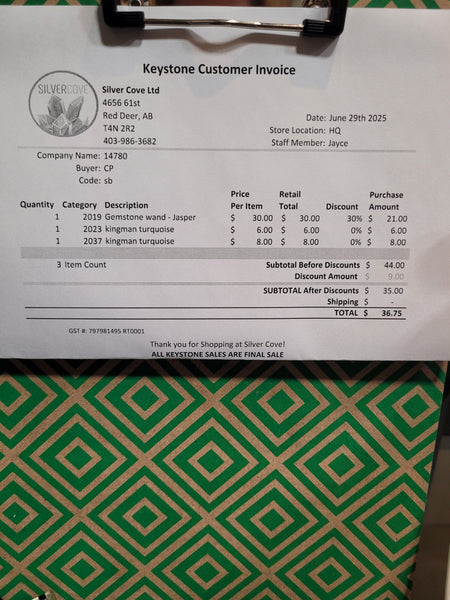 Keystone Customer Invoice
SILVERCOVE
Silver Cove Ltd
4656 61st
Red Deer, AB
T4N 2R2
403-986-3682
Date: June 29th 2025
Store Location: HQ
Staff Member: Jayce
Company Name: 14780
Buyer: CP
Code: sb
Quantity Category Description Price Per Item Retail Total Discount Purchase Amount
1 2019 Gemstone wand - Jasper $ 30.00 $ 30.00 30% $ 21.00
1 2023 kingman turquoise $ 6.00 $ 6.00 0% $ 6.00
1 2037 kingman turquoise $ 8.00 $ 8.00 0% $ 8.00
3 Item Count Subtotal Before Discounts $ 44.00
Discount Amount $ 9.00
SUBTOTAL After Discounts $ 35.00
Shipping $ -
TOTAL $ 36.75
GST #: 797981495 RT0001
Thank you for Shopping at Silver Cove!
ALL KEYSTONE SALES ARE FINAL SALE